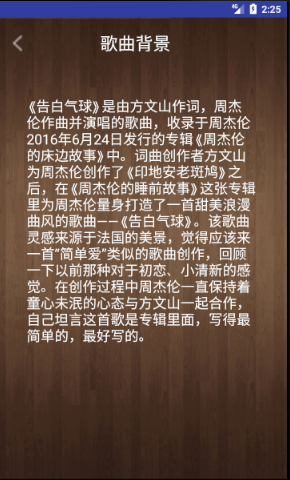 4G 2:25
歌曲背景
《告白气球》是由方文山作词，周杰
伦作曲并演唱的歌曲，收录于周杰伦
2016年6月24日发行的专辑《周杰伦
的床边故事》中。词曲创作者方文山
为周杰伦创作了《印地安老斑鸠》之
后，在《周杰伦的睡前故事》这张专辑
里为周杰伦量身打造了一首甜美浪漫
曲风的歌曲——《告白气球》。该歌曲
灵感来源于法国的美景，觉得应该来
一首”简单爱”类似的歌曲创作，回顾
一下以前那种对于初恋、小清新的感
觉。在创作过程中周杰伦一直保持着
童心未泯的心态与方文山一起合作，
自己坦言这首歌是专辑里面，写得最
简单的，最好写的。